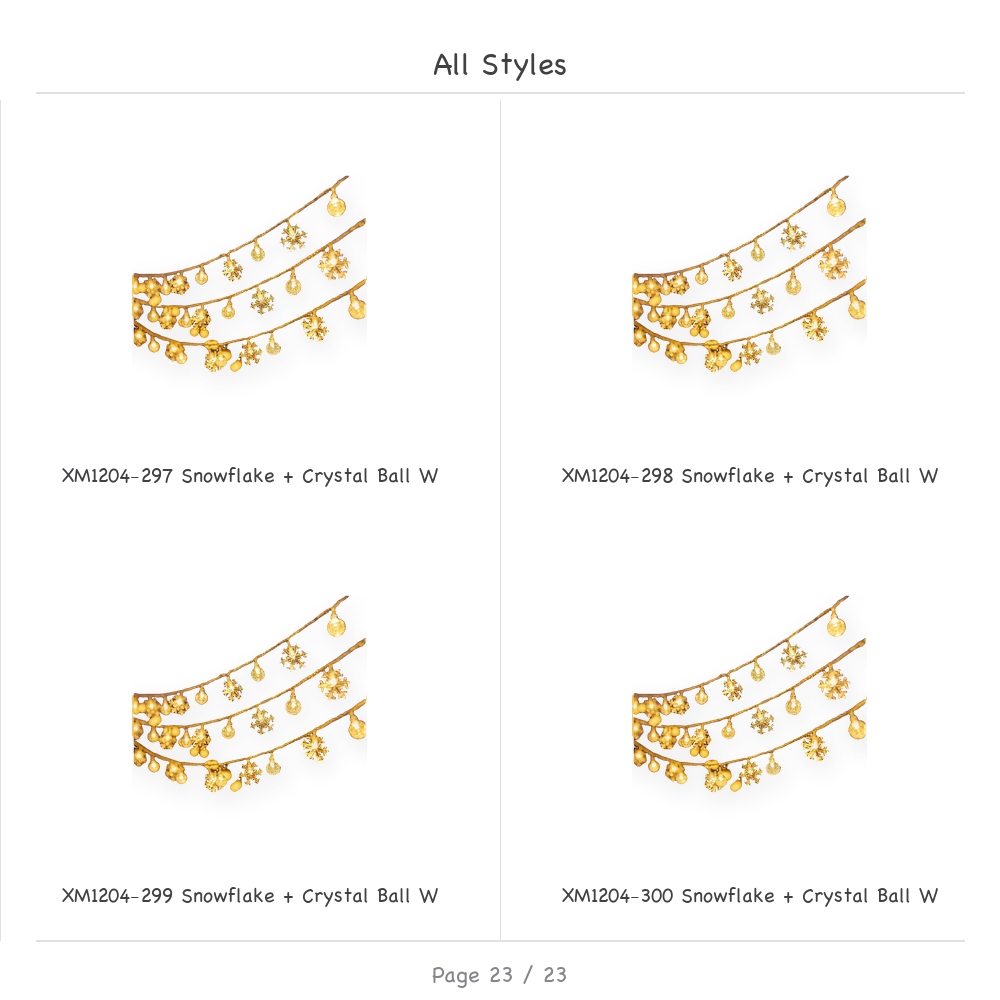 All Styles
XM1204-297 Snowflake + Crystal Ball W
XM1204-298 Snowflake + Crystal Ball W
XM1204-299 Snowflake + Crystal Ball W
XM1204-300 Snowflake + Crystal Ball W
Page 23 / 23